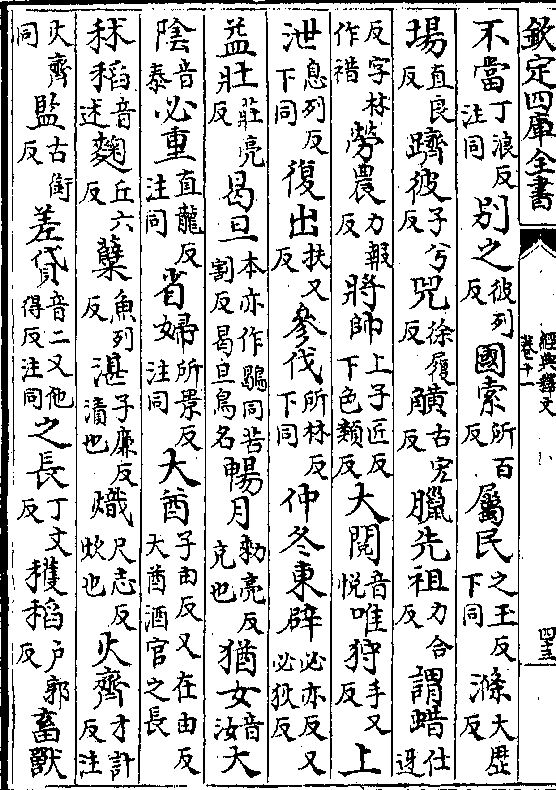 欽定四庫全書
經典釋文
卷十一
四三
不當丁浪反注同別之彼列反國索所百反屬民之玉反下同滌大歷反
場直良反躋彼子兮反兕徐履反觵古宏反臘先祖力合反謂蜡仕迓
反字林作䄍勞農力報反將帥上子匠反下色類反大閱音悅唯狩手又反上
泄息列反下同復出扶又反參伐所林反下同仲冬東辟必亦反又必狄反
益壯莊亮反曷旦本亦作鶡同苦割反曷旦鳥名暢月勑亮反克也猶女音汝大
陰音泰必重直龍反注同省婦所景反注同大酋子由反又在由反大酋酒官之長
秫稻音述麴丘六反蘖魚列反湛子廉反漬也熾尺志反炊也火齊才計反注
火齊同監古銜反差貸音二又他得反注同之長丁丈反穫稻戶郭反畜獸